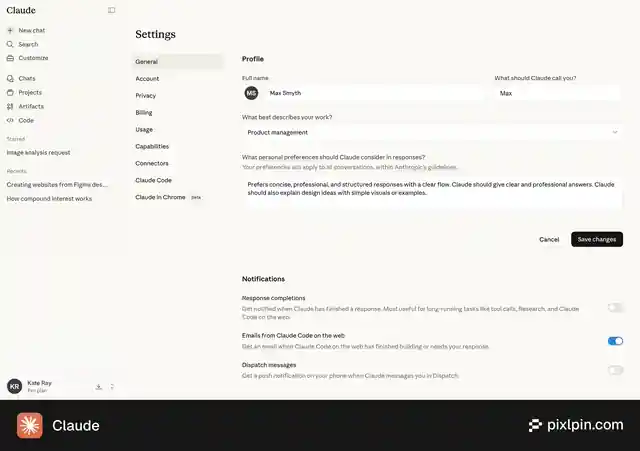 Claude
New chat
Search
Customize
Chats
Projects
Artifacts
Code
Starred
Image analysis request
Recents
Creating websites from Figma des...
How compound interest works
KR
Kate Ray
Pro plan
Settings
General
Account
Privacy
Billing
Usage
Capabilities
Connectors
Claude Code
Claude in Chrome Beta
Profile
Full name
MS
Max Smyth
What should Claude call you?
Max
What best describes your work?
Product management
What personal preferences should Claude consider in responses?
Your preferences will apply to all conversations, within Anthropic's guidelines.
Prefers concise, professional, and structured responses with a clear flow. Claude should give clear and professional answers. Claude
should also explain design ideas with simple visuals or examples.
Cancel
Save changes
Notifications
Response completions
Get notified when Claude has finished a response. Most useful for long-running tasks like tool calls, Research, and Claude
Code on the web.
Emails from Claude Code on the web
Get an email when Claude Code on the web has finished building or needs your response.
Dispatch messages
Get a push notification on your phone when Claude messages you in Dispatch.
Claude
pixlpin.com